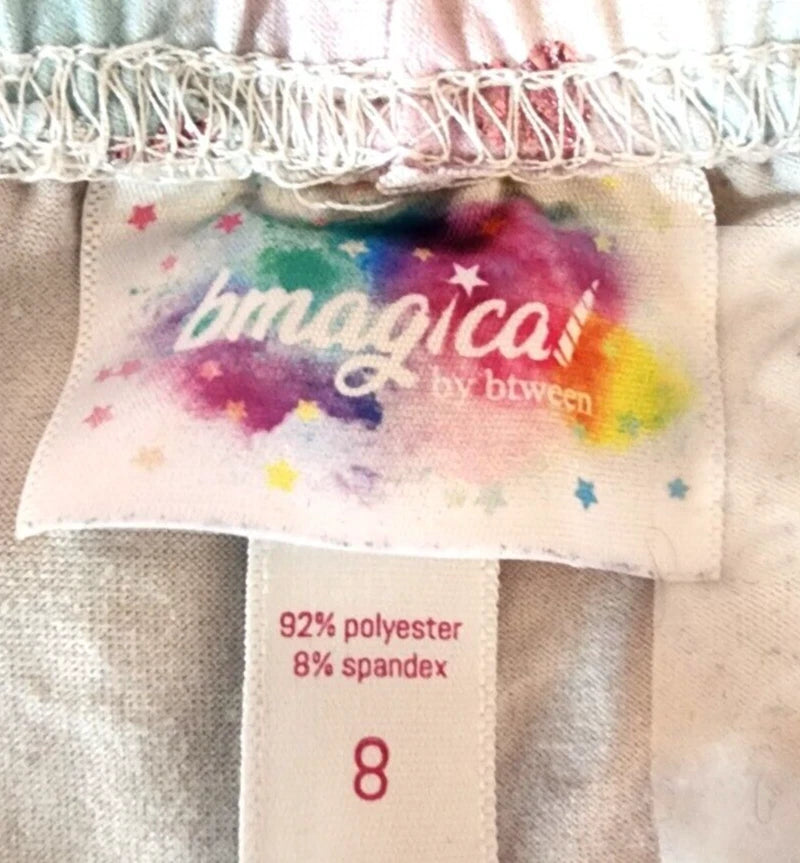 bmagical
by btween
92% polyester
8% spandex
8